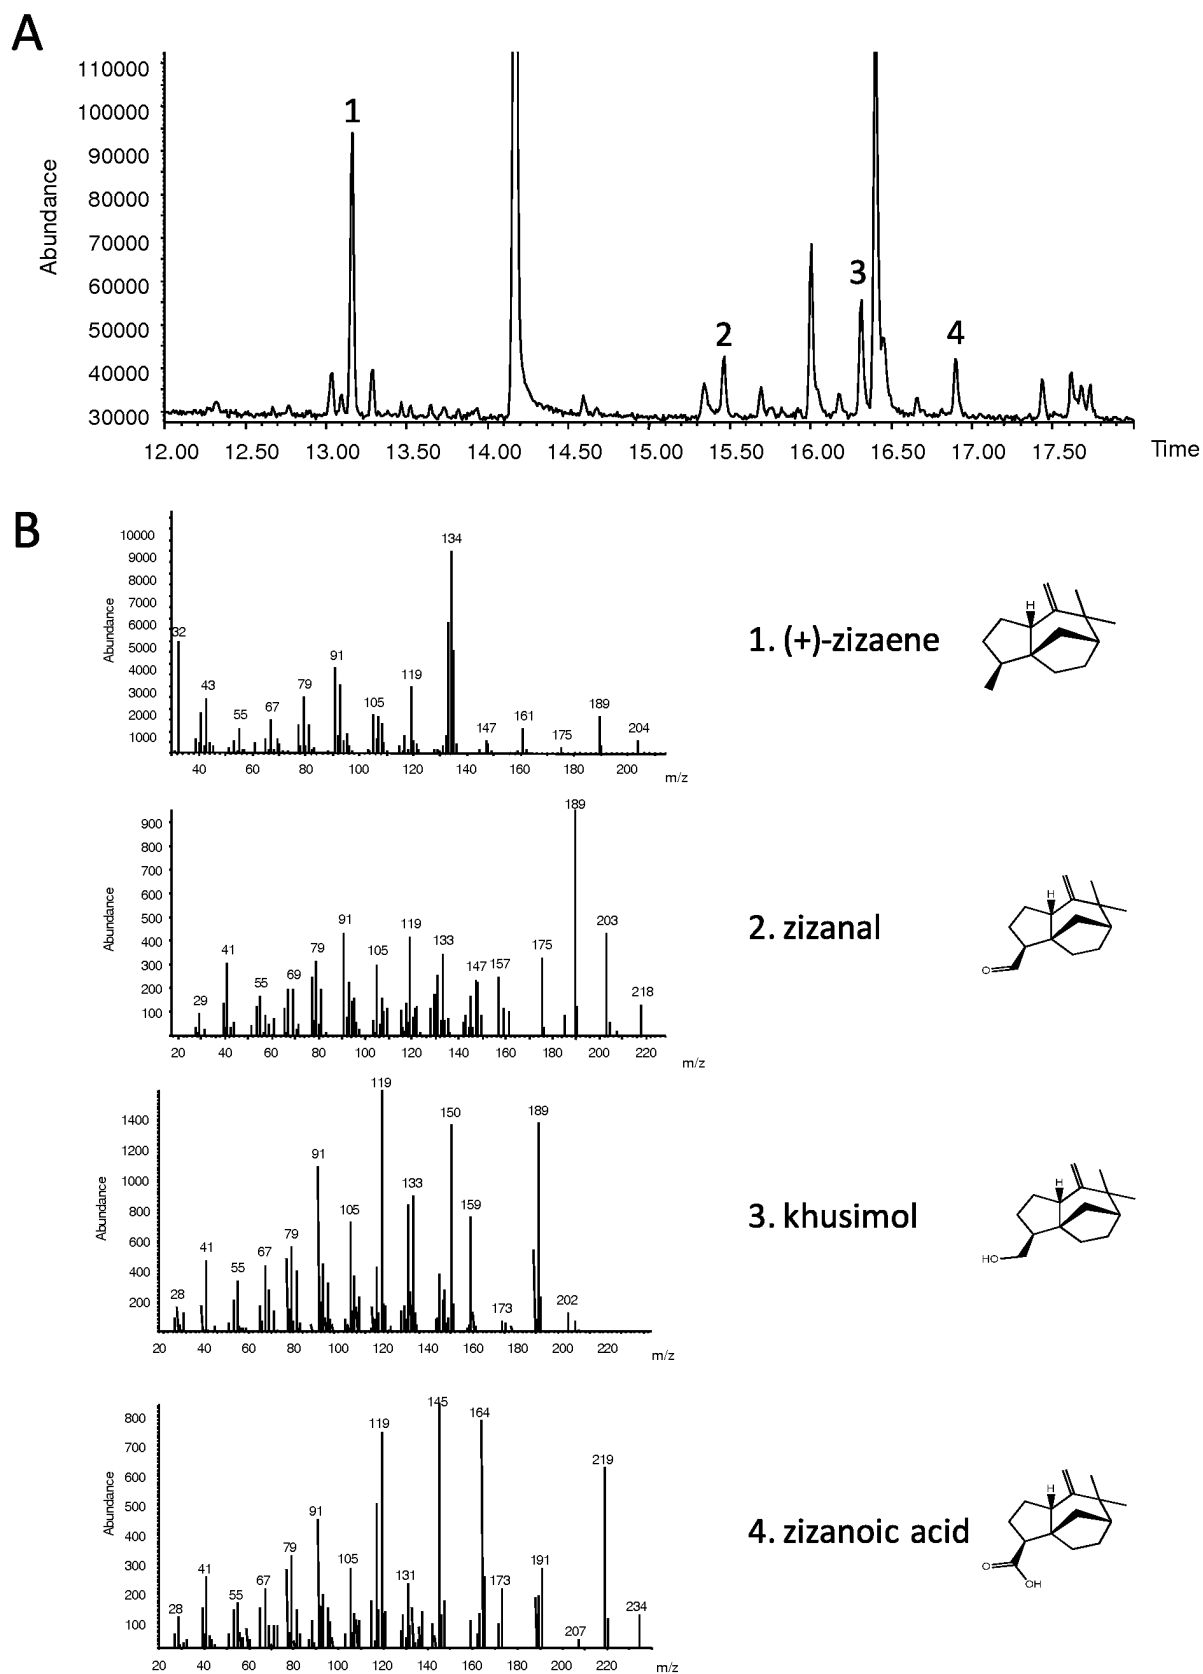 A
1
2
3
4
Abundance
110000
100000
90000
80000
70000
60000
50000
40000
30000
12.00 12.50 13.00 13.50 14.00 14.50 15.00 15.50 16.00 16.50 17.00 17.50 Time
B
Abundance
10000
9000
8000
7000
6000
5000
4000
3000
2000
1000
32 43 55 67 79 91 105 119 134 147 161 175 189 204
40 60 80 100 120 140 160 180 200 m/z
1. (+)-zizaene
H
Abundance
900
800
700
600
500
400
300
200
100
29 41 55 69 79 91 105 119 133 147 157 175 189 203 218
20 40 60 80 100 120 140 160 180 200 220 m/z
2. zizanal
H
O
Abundance
1400
1200
1000
800
600
400
200
28 41 55 67 79 91 105 119 133 150 159 173 189 202
20 40 60 80 100 120 140 160 180 200 220 m/z
3. khusimol
H
HO
Abundance
800
700
600
500
400
300
200
100
28 41 55 67 79 91 105 119 131 145 164 173 191 207 219 234
20 40 60 80 100 120 140 160 180 200 220 m/z
4. zizanoic acid
H
O
OH